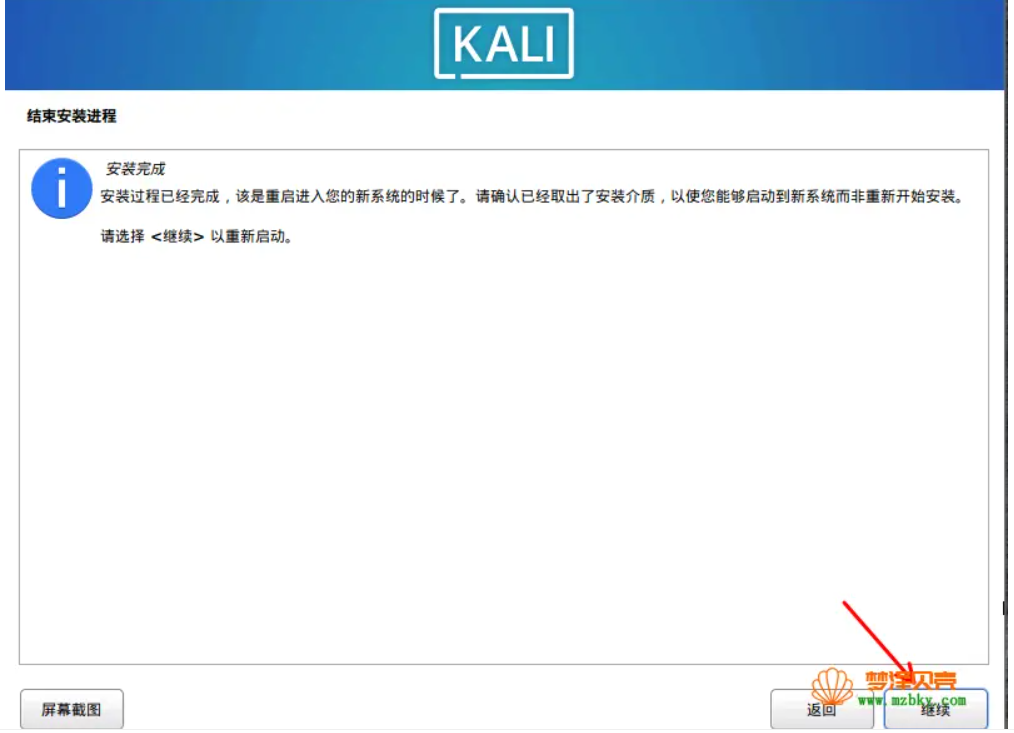 KALI
结束安装进程
安装完成
安装过程已经完成，该是重启进入您的新系统的时候了。请确认已经取出了安装介质，以使您能够启动到新系统而非重新开始安装。
请选择 <继续> 以重新启动。
梦泽贝壳
www.mzbky.com
屏幕截图
返回
继续